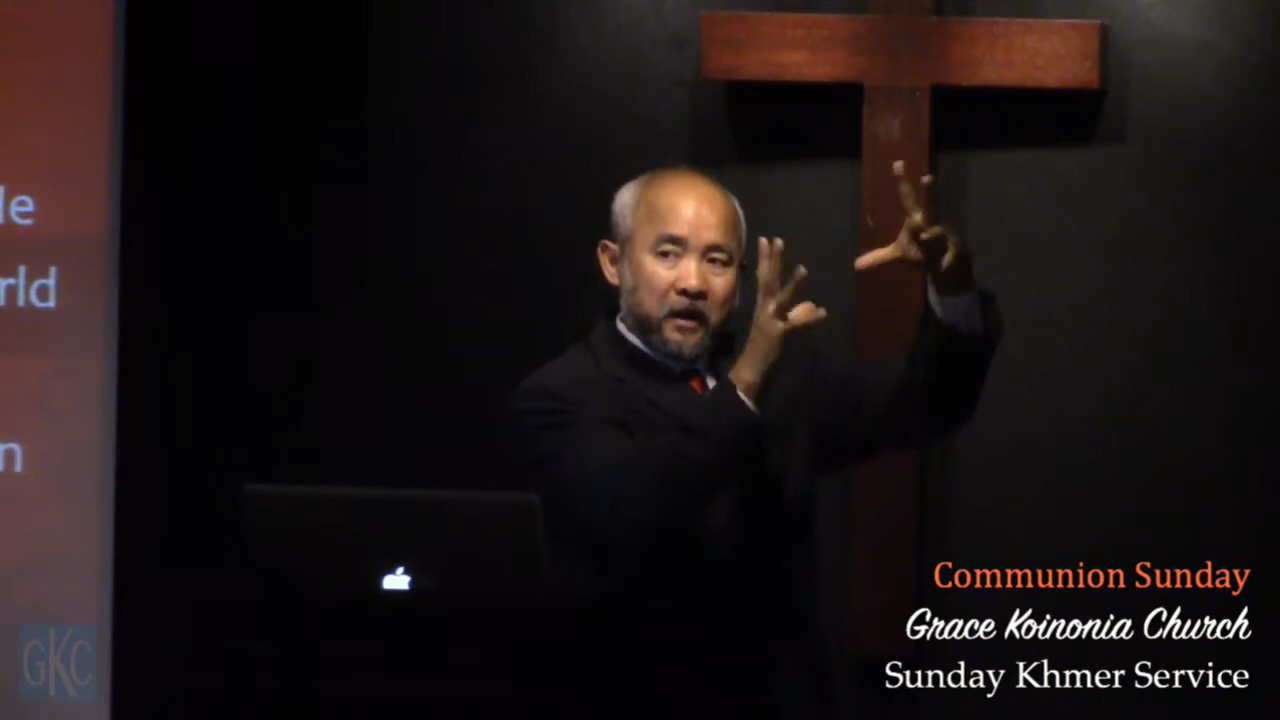 le
rld
n
GKC
Communion Sunday
Grace Koinonia Church
Sunday Khmer Service